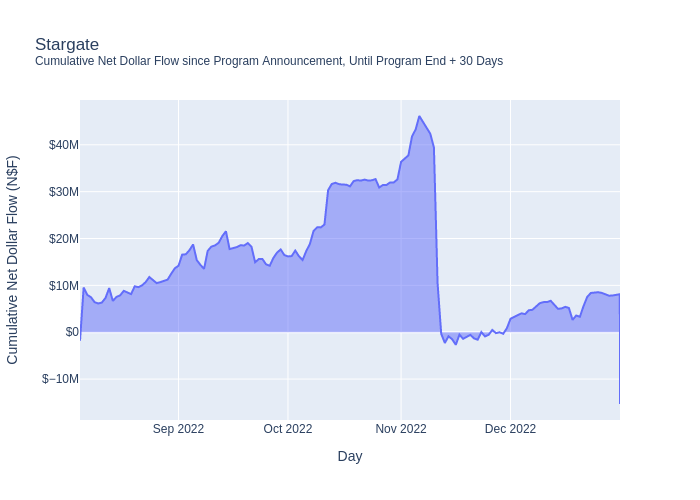 Stargate
Cumulative Net Dollar Flow since Program Announcement, Until Program End + 30 Days
Cumulative Net Dollar Flow (N$F)
$40M
$30M
$20M
$10M
$0
$−10M
Sep 2022
Oct 2022
Nov 2022
Dec 2022
Day